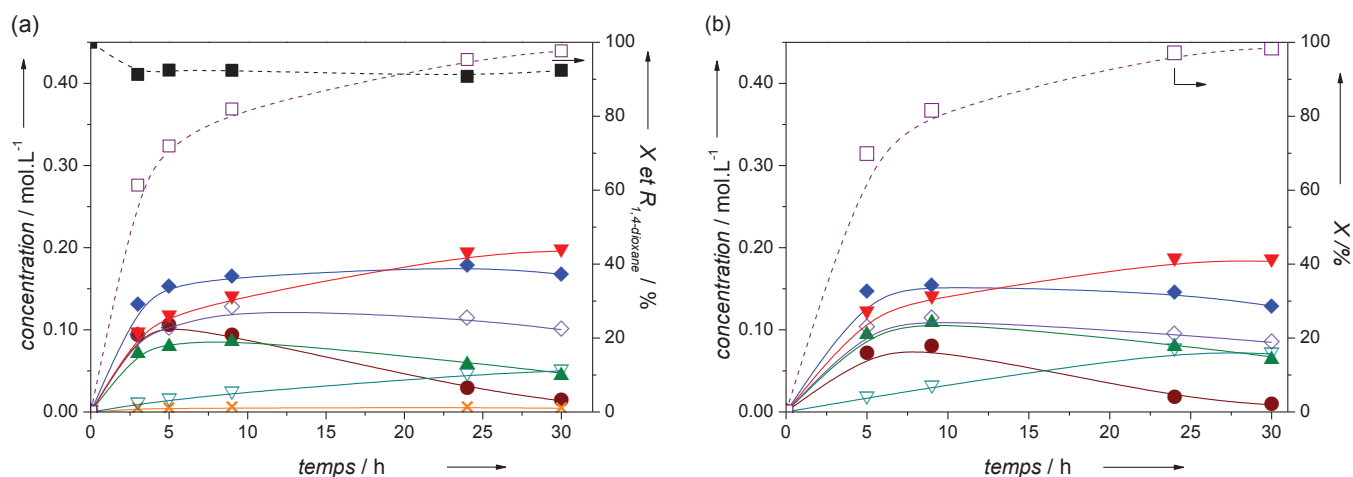 (a)
concentration / mol.L⁻¹
0.40
0.30
0.20
0.10
0.00
0 5 10 15 20 25 30
temps / h
100
80
60
40
20
0
X et R₁,₄₋dioxane / %
(b)
concentration / mol.L⁻¹
0.40
0.30
0.20
0.10
0.00
0 5 10 15 20 25 30
temps / h
100
80
60
40
20
0
X /%